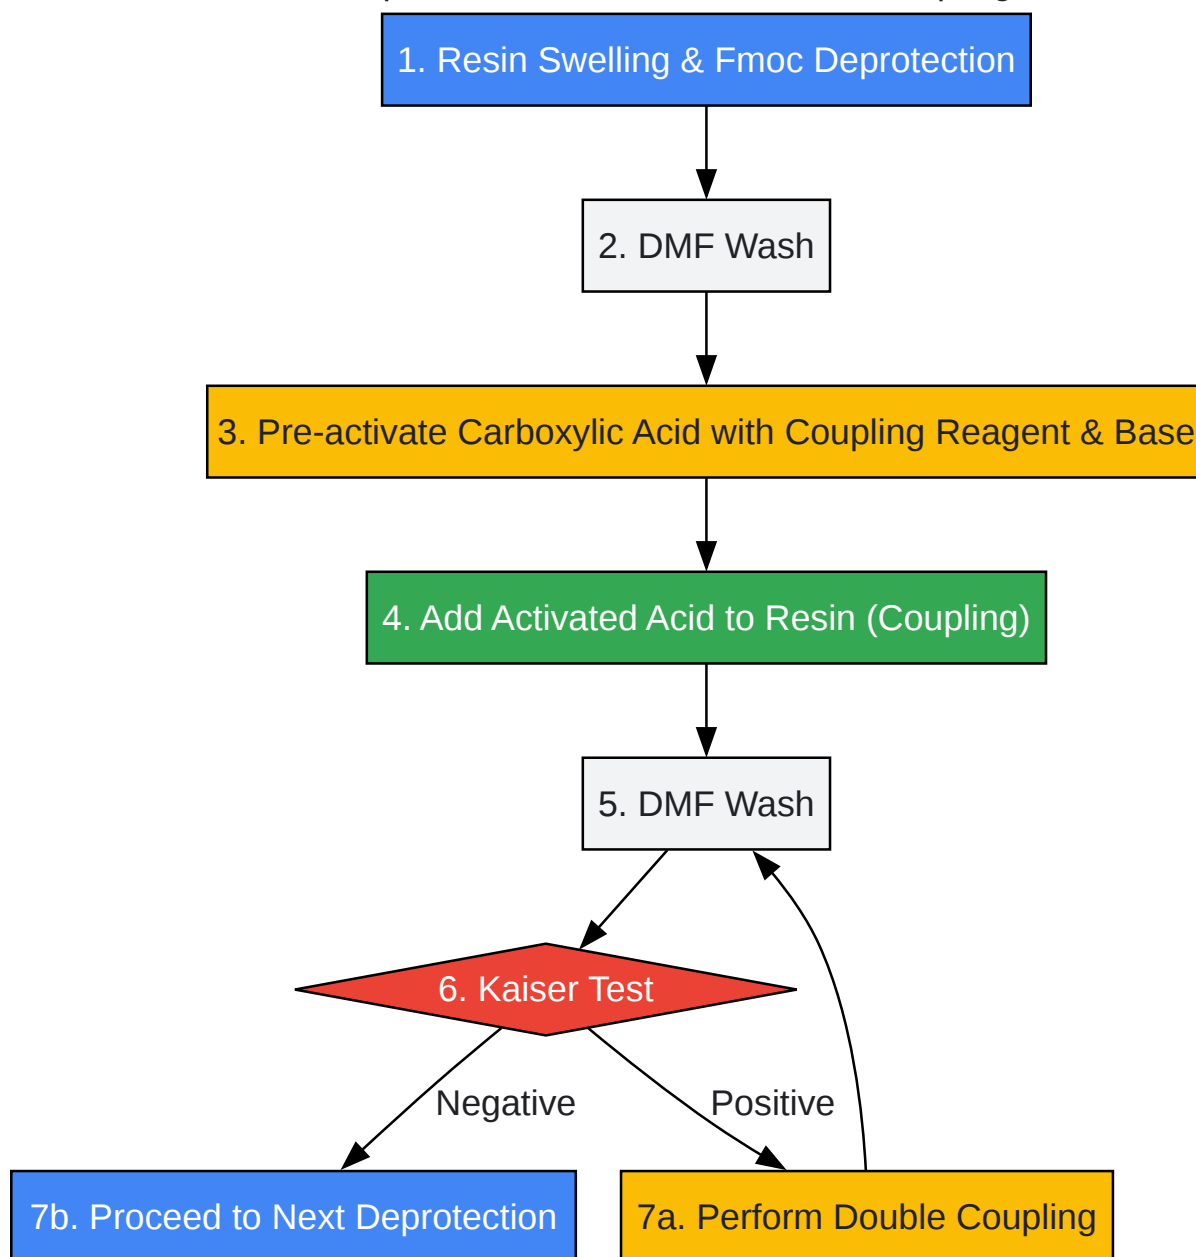 1. Resin Swelling & Fmoc Deprotection
2. DMF Wash
3. Pre-activate Carboxylic Acid with Coupling Reagent & Base
4. Add Activated Acid to Resin (Coupling)
5. DMF Wash
6. Kaiser Test
Negative
Positive
7b. Proceed to Next Deprotection
7a. Perform Double Coupling